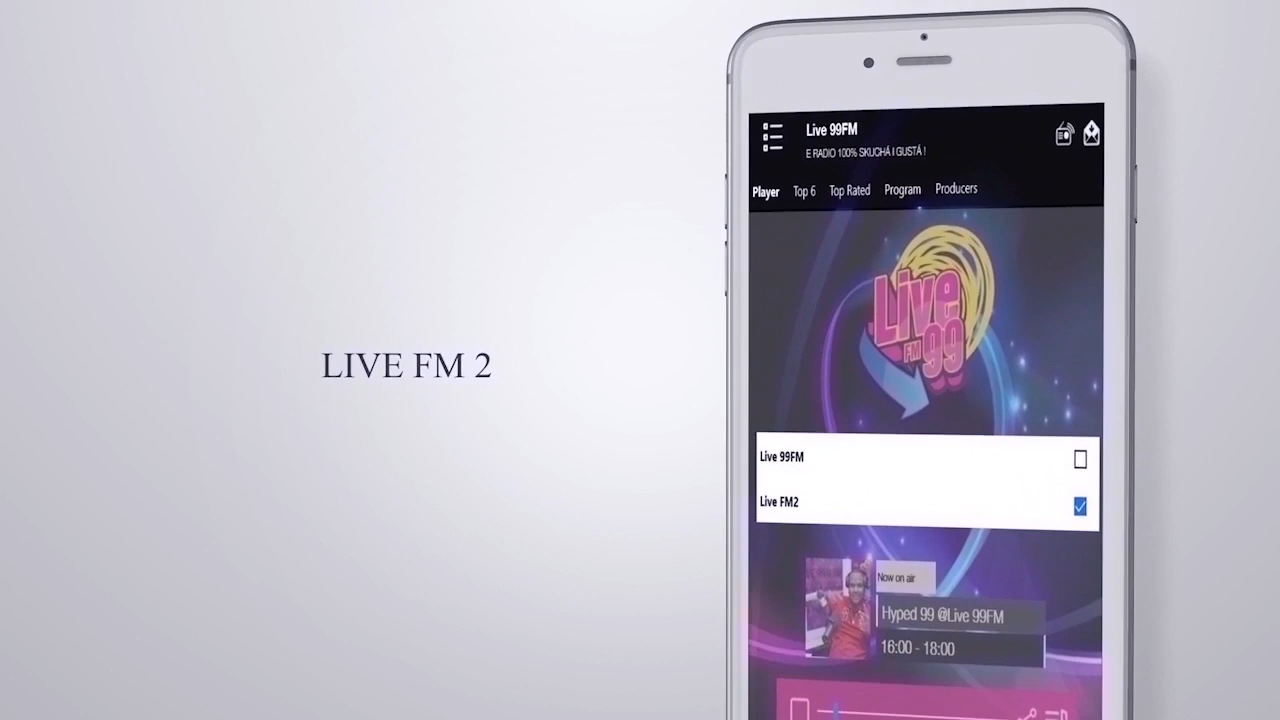 LIVE FM 2
Live 99FM
E RADIO 100% SKUCHÁ I GUSTÁ !
Player Top 6 Top Rated Program Producers
Live
FM 99
Live 99FM
Live FM2
Now on air
Hyped 99 @Live 99FM
16:00 - 18:00